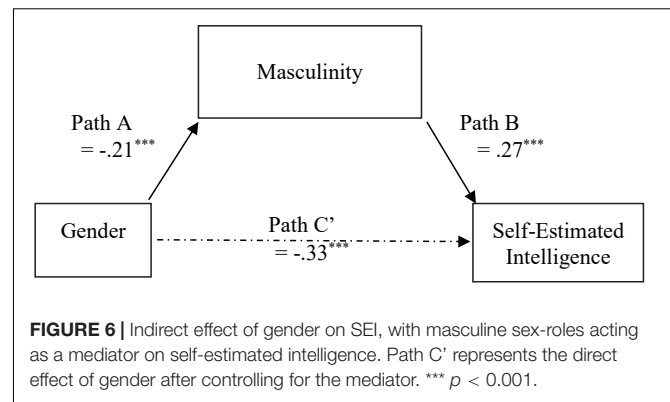 Masculinity
Path A
= -.21***
Path B
= .27***
Gender
Path C’
= -.33***
Self-Estimated
Intelligence
FIGURE 6 | Indirect effect of gender on SEI, with masculine sex-roles acting
as a mediator on self-estimated intelligence. Path C’ represents the direct
effect of gender after controlling for the mediator. *** p < 0.001.